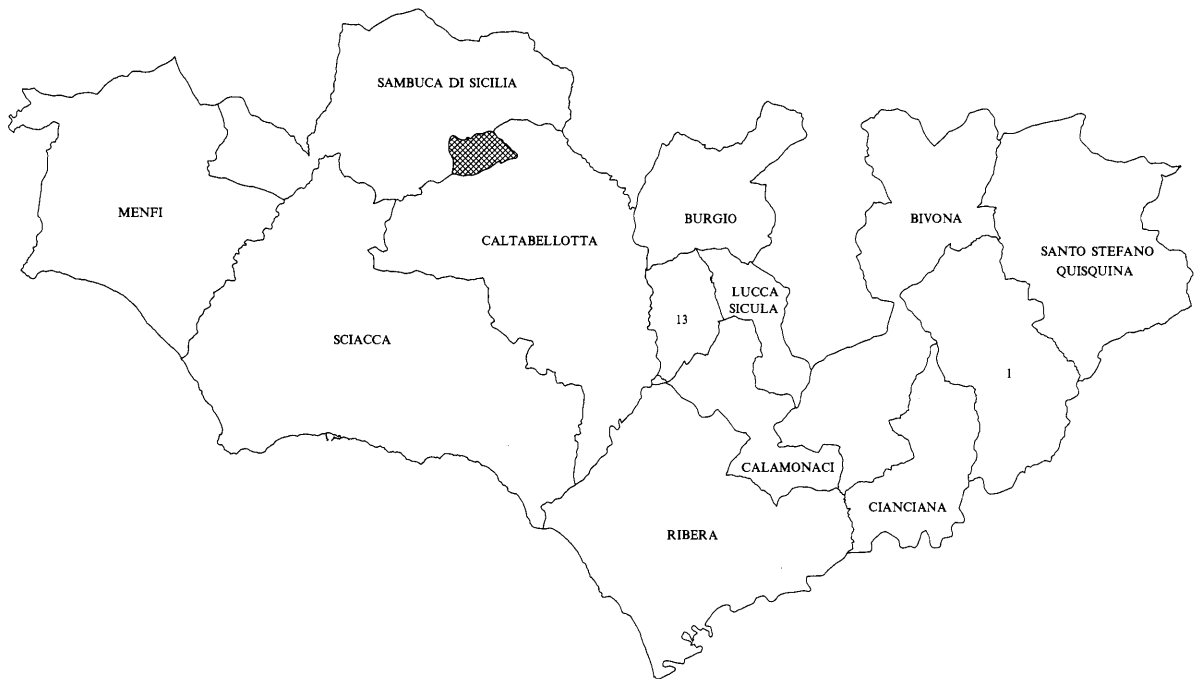 SAMBUCA DI SICILIA
MENFI
CALTABELLOTTA
BURGIO
BIVONA
SANTO STEFANO
QUISQUINA
LUCCA
SICULA
13
SCIACCA
1
CALAMONACI
CIANCIANA
RIBERA